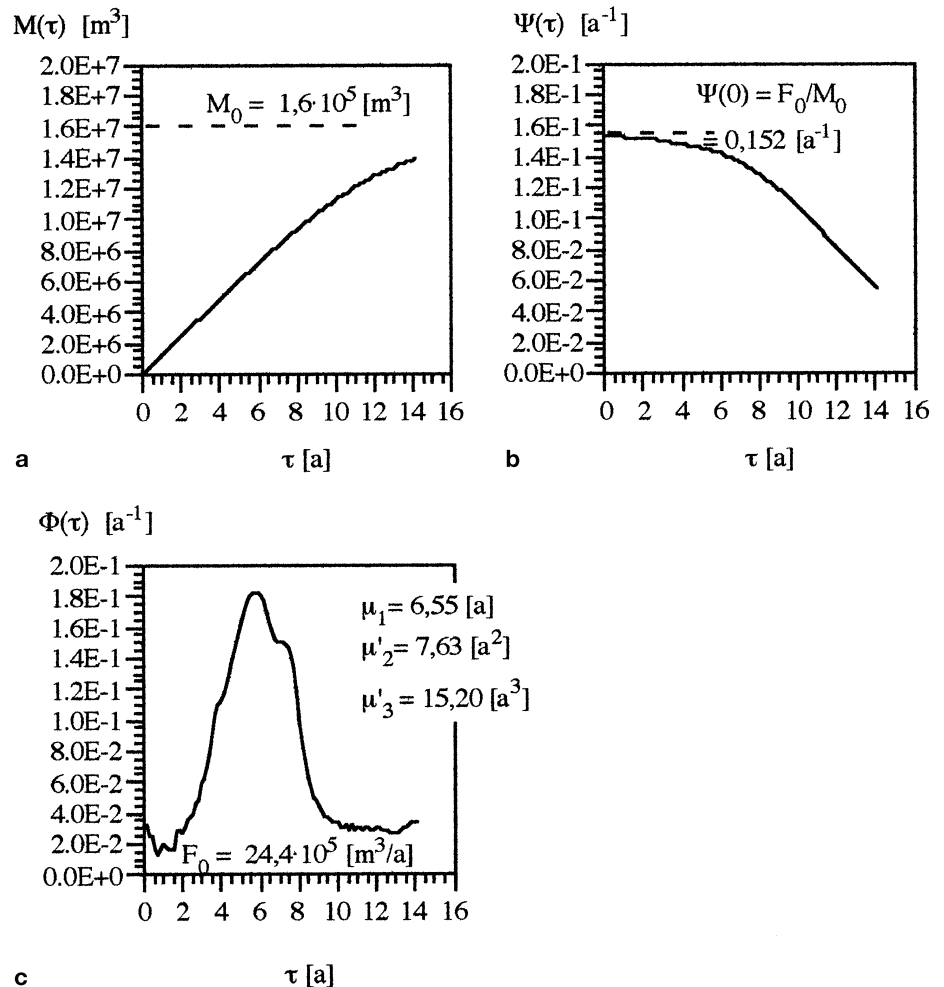 M(τ) [m³]
2.0E+7
1.8E+7
1.6E+7
1.4E+7
1.2E+7
1.0E+7
8.0E+6
6.0E+6
4.0E+6
2.0E+6
0.0E+0
M₀ = 1,6·10⁵ [m³]
0 2 4 6 8 10 12 14 16
a
τ [a]
Ψ(τ) [a⁻¹]
2.0E-1
1.8E-1
1.6E-1
1.4E-1
1.2E-1
1.0E-1
8.0E-2
6.0E-2
4.0E-2
2.0E-2
0.0E+0
Ψ(0) = F₀/M₀
= 0,152 [a⁻¹]
0 2 4 6 8 10 12 14 16
b
τ [a]
Φ(τ) [a⁻¹]
2.0E-1
1.8E-1
1.6E-1
1.4E-1
1.2E-1
1.0E-1
8.0E-2
6.0E-2
4.0E-2
2.0E-2
0.0E+0
μ₁= 6,55 [a]
μ'₂= 7,63 [a²]
μ'₃= 15,20 [a³]
F₀ = 24,4·10⁵ [m³/a]
0 2 4 6 8 10 12 14 16
c
τ [a]